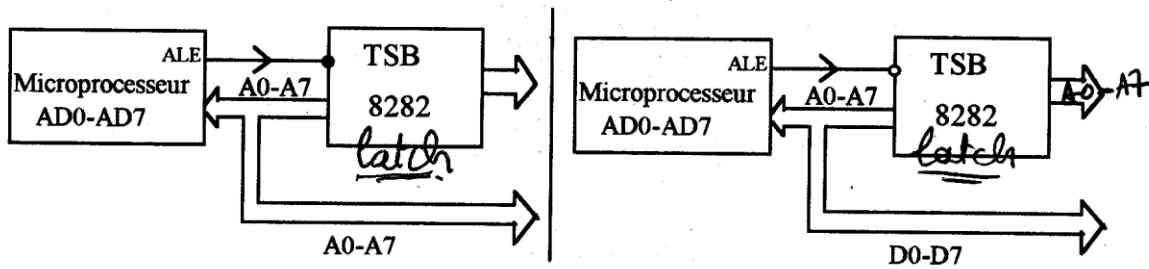 ALE
TSB
Microprocesseur
A0-A7
AD0-AD7
8282
latch
A0-A7
ALE
TSB
Microprocesseur
A0-A7
A0-A7
AD0-AD7
8282
latch
D0-D7